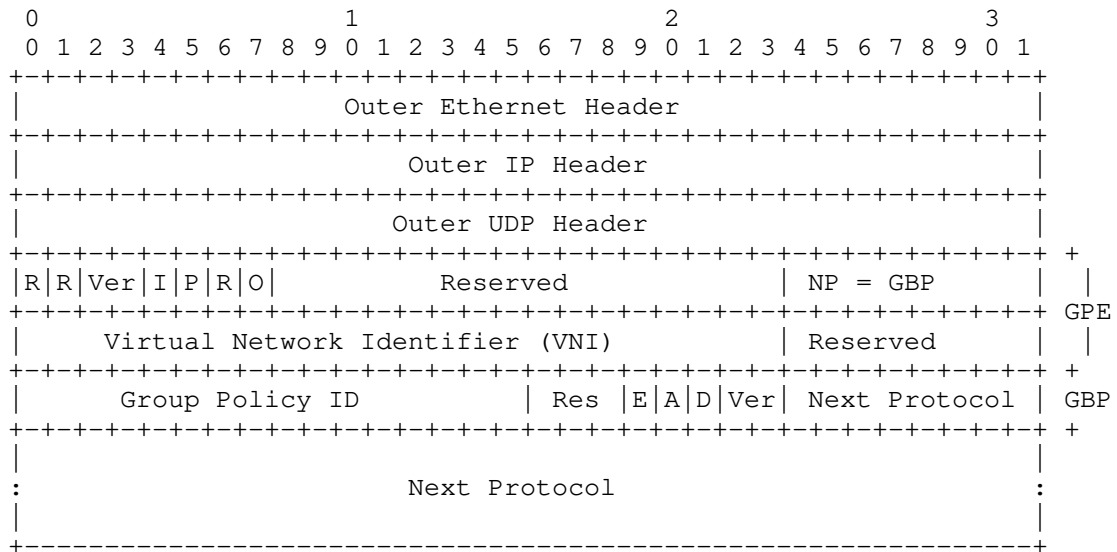 0                   1                   2                   3
 0 1 2 3 4 5 6 7 8 9 0 1 2 3 4 5 6 7 8 9 0 1 2 3 4 5 6 7 8 9 0 1
+-+-+-+-+-+-+-+-+-+-+-+-+-+-+-+-+-+-+-+-+-+-+-+-+-+-+-+-+-+-+-+-+
|                    Outer Ethernet Header                      |
+-+-+-+-+-+-+-+-+-+-+-+-+-+-+-+-+-+-+-+-+-+-+-+-+-+-+-+-+-+-+-+-+
|                        Outer IP Header                        |
+-+-+-+-+-+-+-+-+-+-+-+-+-+-+-+-+-+-+-+-+-+-+-+-+-+-+-+-+-+-+-+-+
|                       Outer UDP Header                        |
+-+-+-+-+-+-+-+-+-+-+-+-+-+-+-+-+-+-+-+-+-+-+-+-+-+-+-+-+-+-+-+-+ +
|R|R|Ver|I|P|R|O|          Reserved             | NP = GBP      |  |
+-+-+-+-+-+-+-+-+-+-+-+-+-+-+-+-+-+-+-+-+-+-+-+-+-+-+-+-+-+-+-+-+ GPE
|     Virtual Network Identifier (VNI)          | Reserved      |  |
+-+-+-+-+-+-+-+-+-+-+-+-+-+-+-+-+-+-+-+-+-+-+-+-+-+-+-+-+-+-+-+-+ +
|      Group Policy ID          | Res |E|A|D|Ver| Next Protocol | GBP
+-+-+-+-+-+-+-+-+-+-+-+-+-+-+-+-+-+-+-+-+-+-+-+-+-+-+-+-+-+-+-+-+ +
|                                                               |
:                        Next Protocol                          :
|                                                               |
+---------------------------------------------------------------+